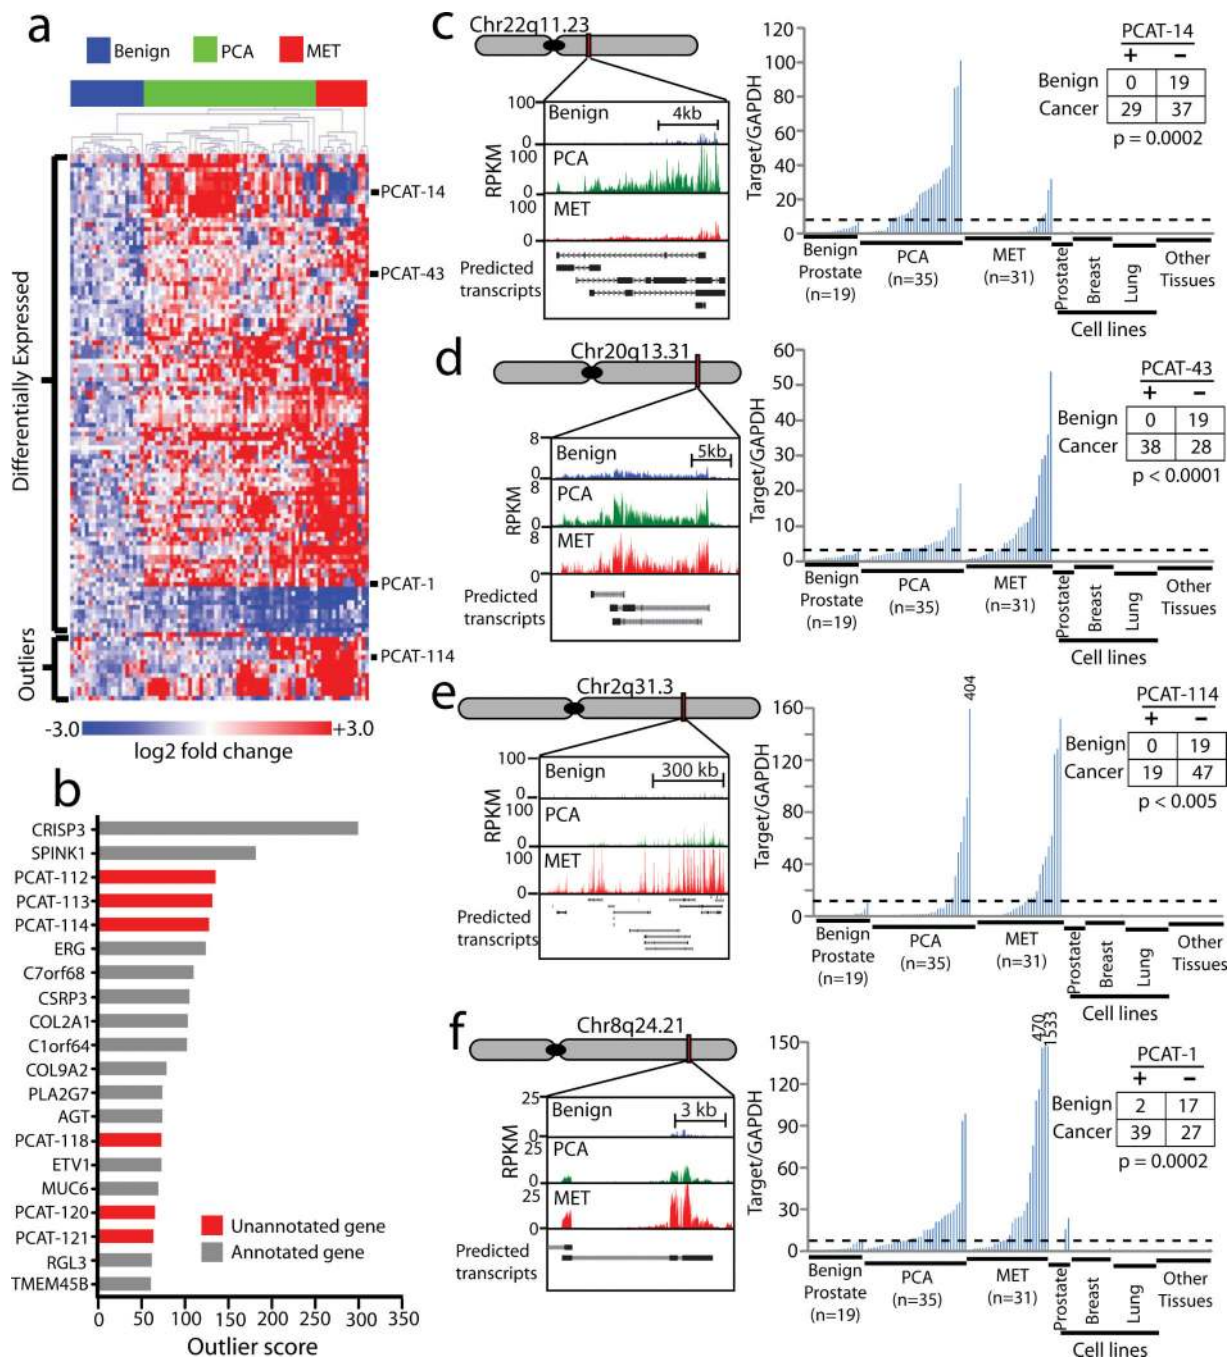 a
Benign PCA MET
PCAT-14
PCAT-43
PCAT-1
PCAT-114
Differentially Expressed
Outliers
-3.0 +3.0
log2 fold change
b
CRISP3
SPINK1
PCAT-112
PCAT-113
PCAT-114
ERG
C7orf68
CSRP3
COL2A1
C1orf64
COL9A2
PLA2G7
AGT
PCAT-118
ETV1
MUC6
PCAT-120
PCAT-121
RGL3
TMEM45B
Unannotated gene
Annotated gene
0 50 100 150 200 250 300 350
Outlier score
c
Chr22q11.23
100
Benign
4kb
0
100
PCA
RPKM
0
100
MET
0
Predicted
transcripts
Target/GAPDH
120
100
80
60
40
20
0
PCAT-14
+ −
Benign 0 19
Cancer 29 37
p = 0.0002
Benign
Prostate
(n=19)
PCA
(n=35)
MET
(n=31)
Prostate
Breast
Lung
Other
Tissues
Cell lines
d
Chr20q13.31
8
Benign
5kb
0
8
PCA
RPKM
0
8
MET
0
Predicted
transcripts
Target/GAPDH
60
50
40
30
20
10
0
PCAT-43
+ −
Benign 0 19
Cancer 38 28
p < 0.0001
Benign
Prostate
(n=19)
PCA
(n=35)
MET
(n=31)
Prostate
Breast
Lung
Other
Tissues
Cell lines
e
Chr2q31.3
100
Benign
300 kb
0
100
PCA
RPKM
0
100
MET
0
Predicted
transcripts
Target/GAPDH
160
120
80
40
0
404
PCAT-114
+ −
Benign 0 19
Cancer 19 47
p < 0.005
Benign
Prostate
(n=19)
PCA
(n=35)
MET
(n=31)
Prostate
Breast
Lung
Other
Tissues
Cell lines
f
Chr8q24.21
25
Benign
3 kb
0
25
PCA
RPKM
0
25
MET
0
Predicted
transcripts
Target/GAPDH
150
120
90
60
30
0
470
1533
PCAT-1
+ −
Benign 2 17
Cancer 39 27
p = 0.0002
Benign
Prostate
(n=19)
PCA
(n=35)
MET
(n=31)
Prostate
Breast
Lung
Other
Tissues
Cell lines